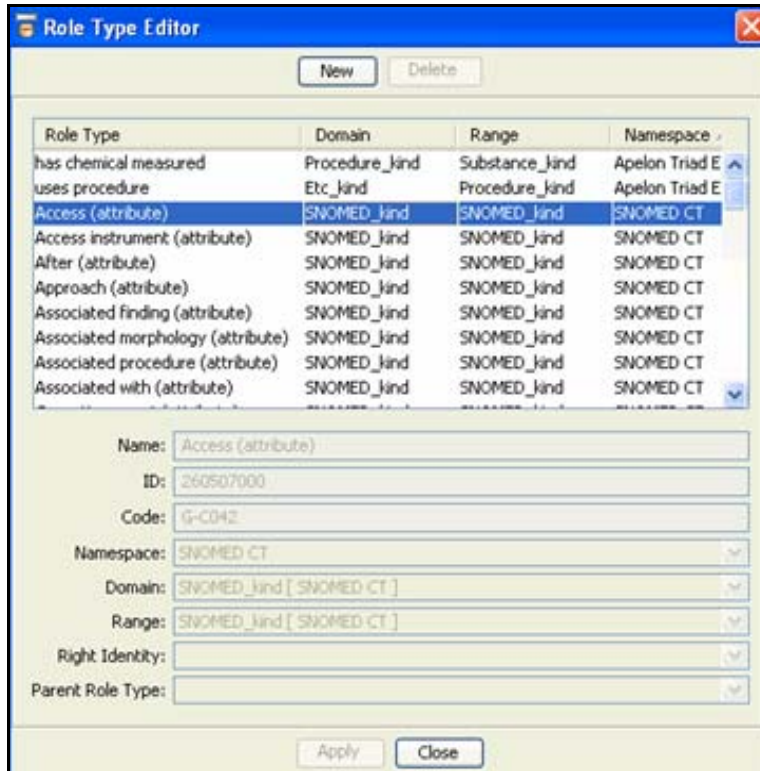 Role Type Editor
New Delete
Role Type Domain Range Namespace
has chemical measured Procedure_kind Substance_kind Apelon Triad E
uses procedure Etc_kind Procedure_kind Apelon Triad E
Access (attribute) SNOMED_kind SNOMED_kind SNOMED CT
Access instrument (attribute) SNOMED_kind SNOMED_kind SNOMED CT
After (attribute) SNOMED_kind SNOMED_kind SNOMED CT
Approach (attribute) SNOMED_kind SNOMED_kind SNOMED CT
Associated finding (attribute) SNOMED_kind SNOMED_kind SNOMED CT
Associated morphology (attribute) SNOMED_kind SNOMED_kind SNOMED CT
Associated procedure (attribute) SNOMED_kind SNOMED_kind SNOMED CT
Associated with (attribute) SNOMED_kind SNOMED_kind SNOMED CT
Name: Access (attribute)
ID: 260507000
Code: G-C042
Namespace: SNOMED CT
Domain: SNOMED_kind [ SNOMED CT ]
Range: SNOMED_kind [ SNOMED CT ]
Right Identity:
Parent Role Type:
Apply Close